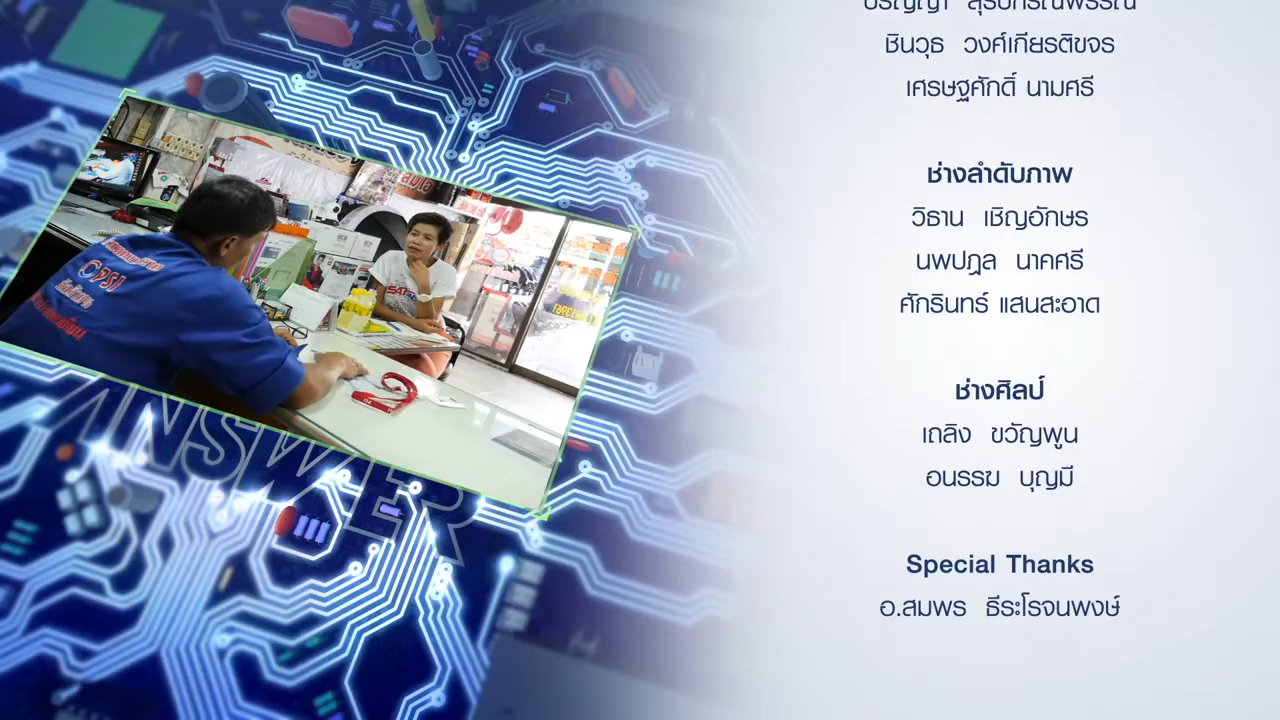 ชินวุธ วงศ์เกียรติขจร
เศรษฐศักดิ์ นามศรี
ช่างลำดับภาพ
วิธาน เชิญอักษร
นพปฎล นาคศรี
ศักรินทร์ แสนสะอาด
ช่างศิลป์
เถลิง ขวัญพูน
อนรรฆ บุญมี
Special Thanks
อ.สมพร ธีระโรจนพงษ์
PSI
ANSWER